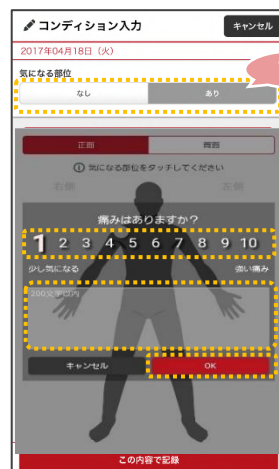 コンディション入力
キャンセル
2017年04月18日（火）
気になる部位
なし
あり
正面
背面
気になる部位をタッチしてください
右側
左側
痛みはありますか？
1 2 3 4 5 6 7 8 9 10
少し気になる
強い痛み
200文字以内
キャンセル
OK
この内容で記録